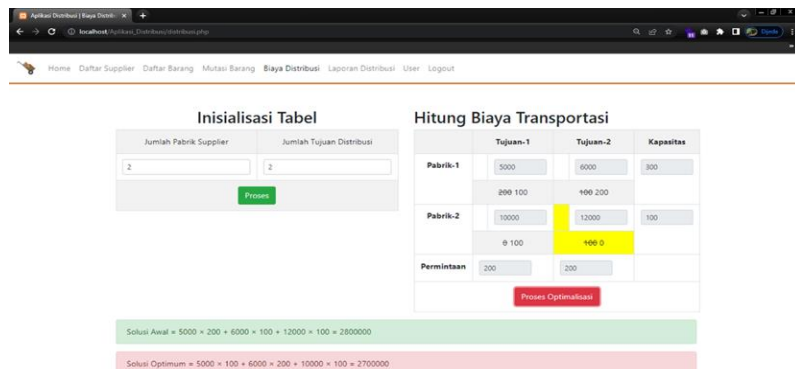 Aplikasi Distribusi | Biaya Distrib
localhost/Aplikasi_Distribusi/distribusi.php
Home Daftar Supplier Daftar Barang Mutasi Barang Biaya Distribusi Laporan Distribusi User Logout
Inisialisasi Tabel
Jumlah Pabrik Supplier Jumlah Tujuan Distribusi
2 2
Proses
Hitung Biaya Transportasi
Tujuan-1 Tujuan-2 Kapasitas
Pabrik-1 5000 6000 300
200 100 100 200
Pabrik-2 10000 12000 100
0 100 100 0
Permintaan 200 200
Proses Optimalisasi
Solusi Awal = 5000 × 200 + 6000 × 100 + 12000 × 100 = 2800000
Solusi Optimum = 5000 × 100 + 6000 × 200 + 10000 × 100 = 2700000